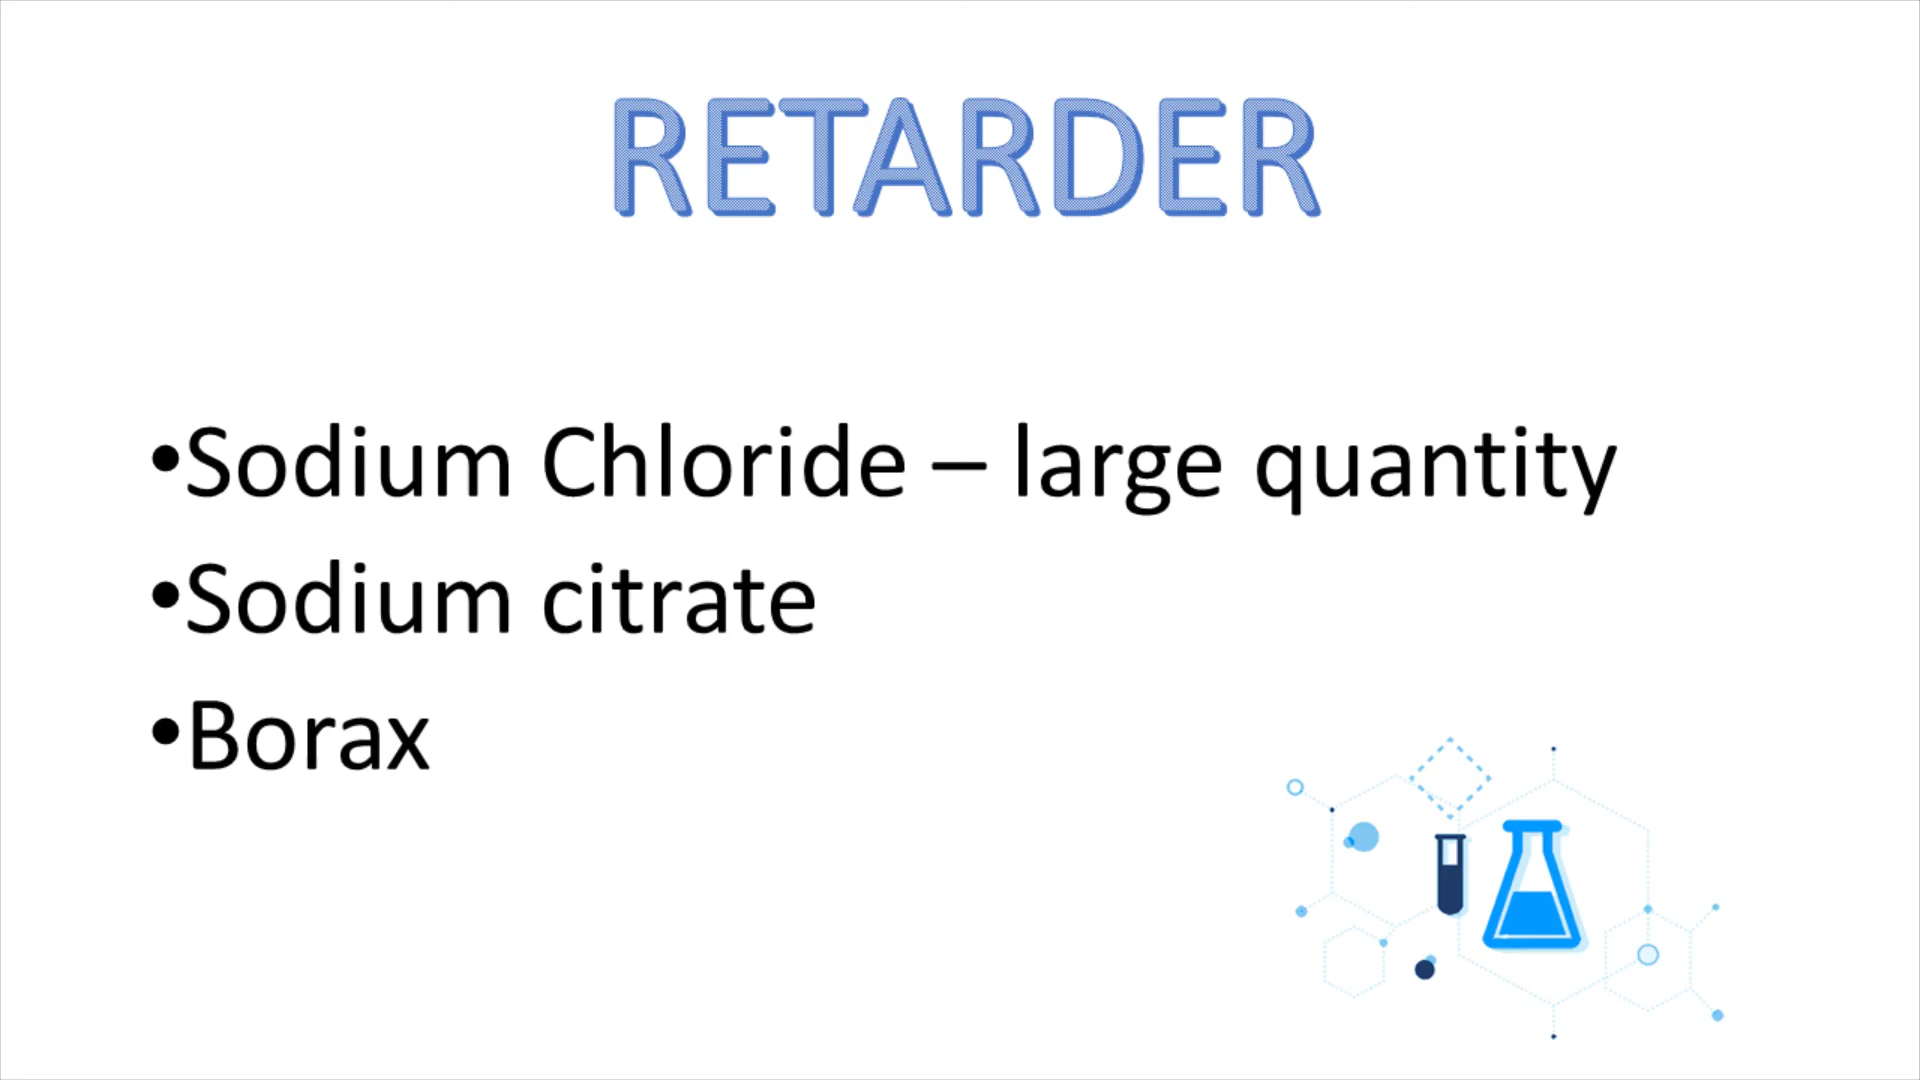 RETARDER
•Sodium Chloride – large quantity
•Sodium citrate
•Borax